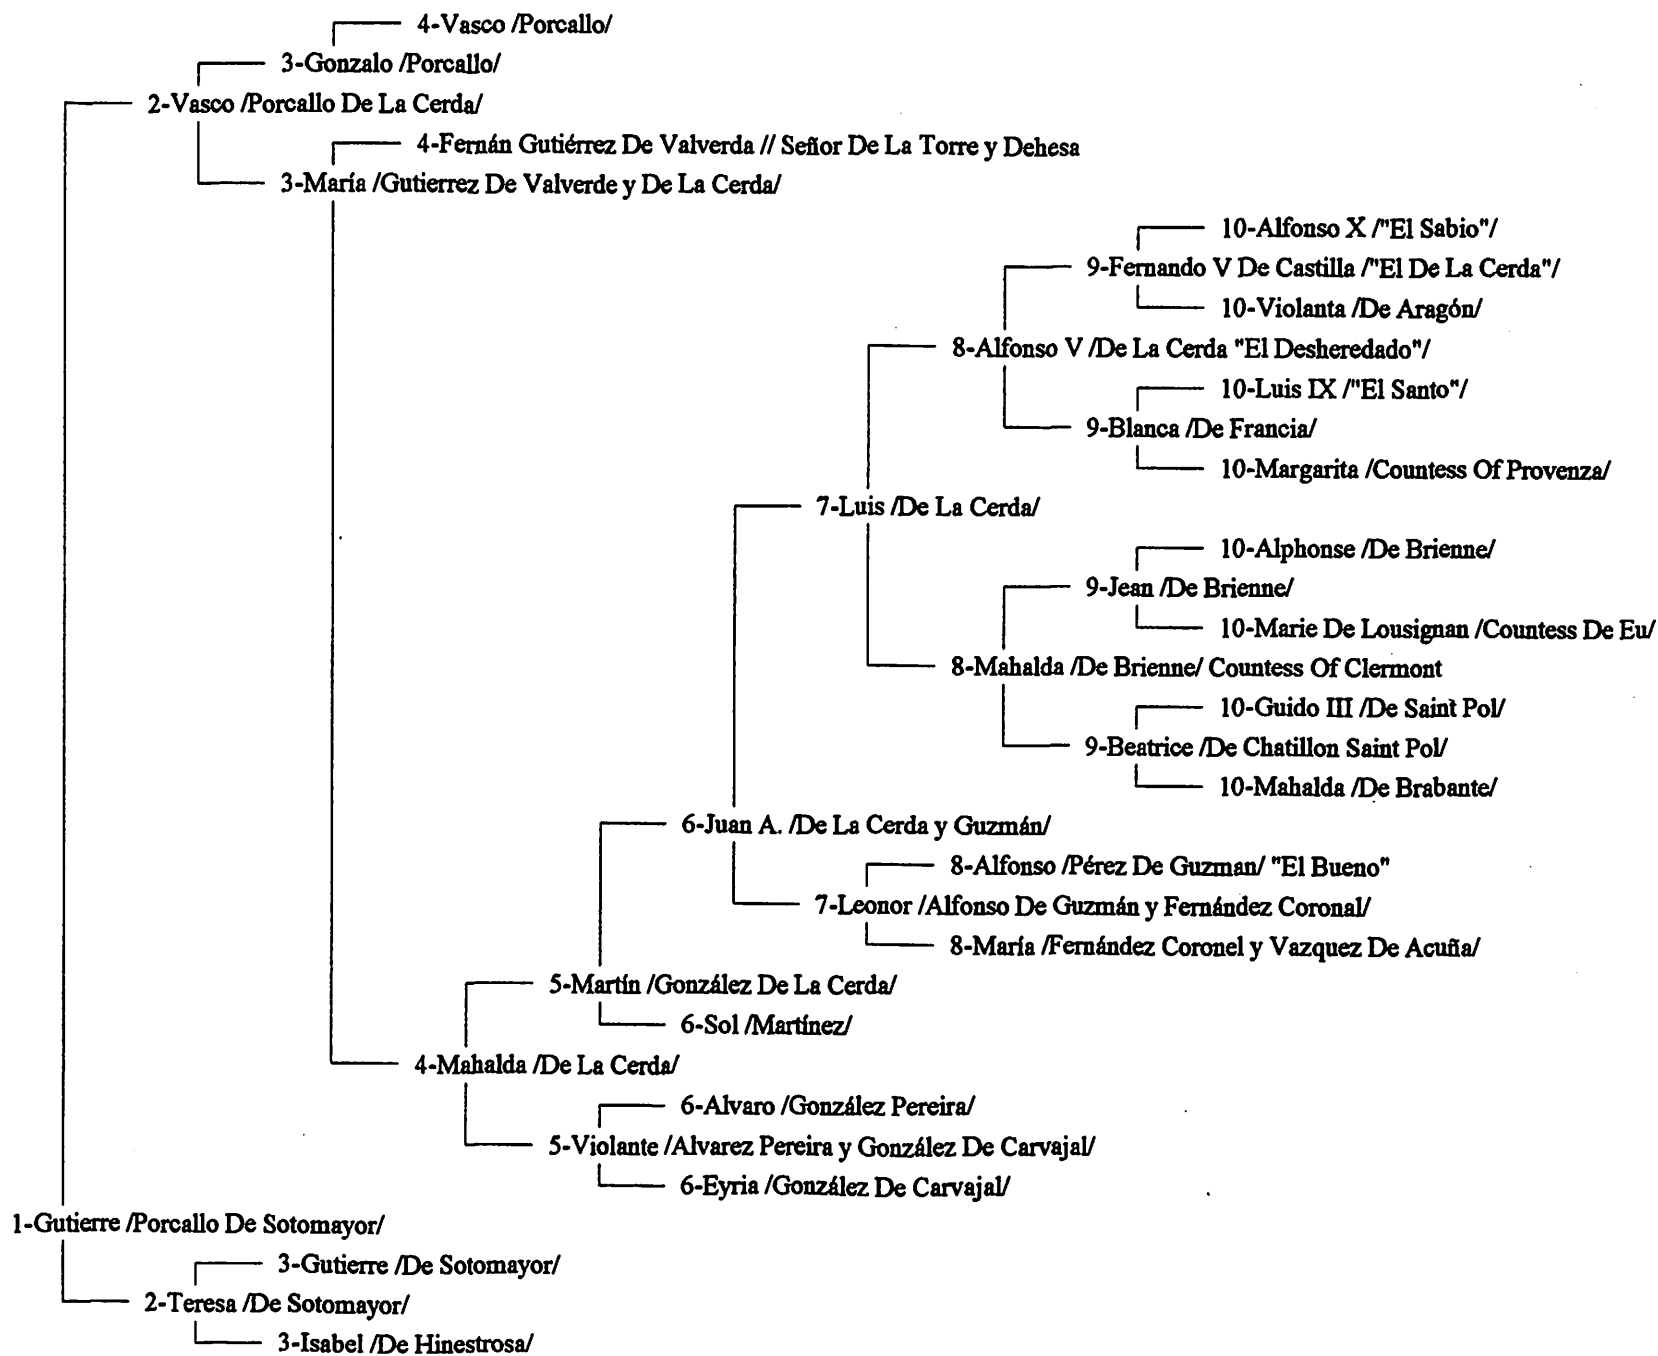 4-Vasco /Porcallo/
3-Gonzalo /Porcallo/
2-Vasco /Porcallo De La Cerda/
4-Fernán Gutiérrez De Valverda // Señor De La Torre y Dehesa
3-María /Gutierrez De Valverde y De La Cerda/
10-Alfonso X /"El Sabio"/
9-Fernando V De Castilla /"El De La Cerda"/
10-Violanta /De Aragón/
8-Alfonso V /De La Cerda "El Desheredado"/
10-Luis IX /"El Santo"/
9-Blanca /De Francia/
10-Margarita /Countess Of Provenza/
7-Luis /De La Cerda/
10-Alphonse /De Brienne/
9-Jean /De Brienne/
10-Marie De Lousignan /Countess De Eu/
8-Mahalda /De Brienne/ Countess Of Clermont
10-Guido III /De Saint Pol/
9-Beatrice /De Chatillon Saint Pol/
10-Mahalda /De Brabante/
6-Juan A. /De La Cerda y Guzmán/
8-Alfonso /Pérez De Guzman/ "El Bueno"
7-Leonor /Alfonso De Guzmán y Fernández Coronal/
8-María /Fernández Coronel y Vazquez De Acuña/
5-Martín /González De La Cerda/
6-Sol /Martínez/
4-Mahalda /De La Cerda/
6-Alvaro /González Pereira/
5-Violante /Alvarez Pereira y González De Carvajal/
6-Eyria /González De Carvajal/
1-Gutierre /Porcallo De Sotomayor/
3-Gutierre /De Sotomayor/
2-Teresa /De Sotomayor/
3-Isabel /De Hinestrosa/